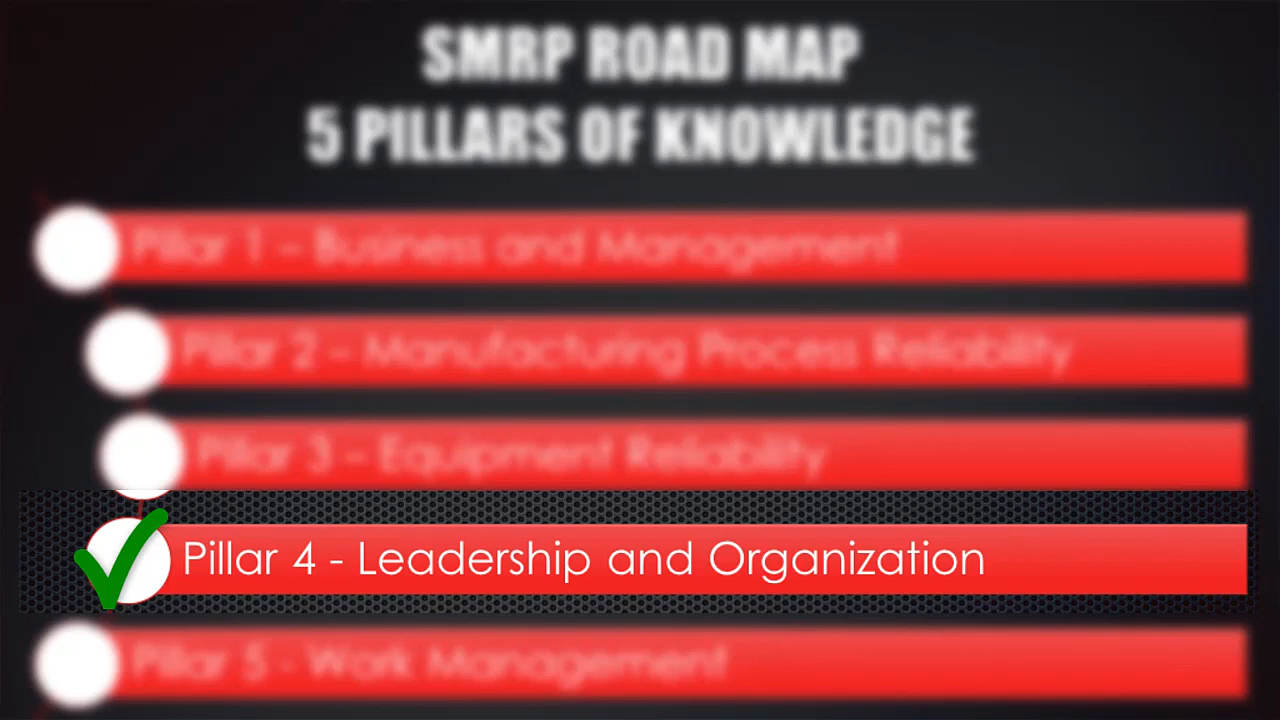 SMRP ROAD MAP
5 PILLARS OF KNOWLEDGE
Pillar 1 – Business and Management
Pillar 2 – Manufacturing Process Reliability
Pillar 3 – Equipment Reliability
Pillar 4 - Leadership and Organization
Pillar 5 - Work Management